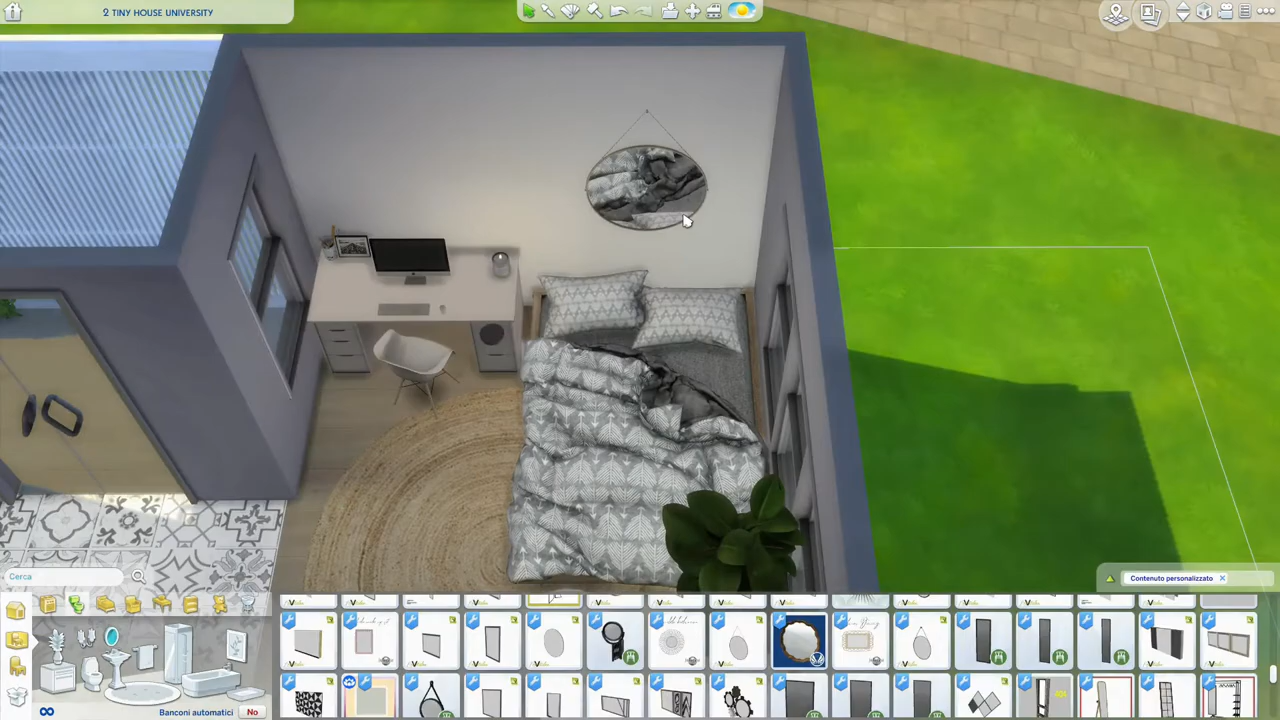 2 TINY HOUSE UNIVERSITY
Contenuto personalizzato
Cerca
Banconi automatici No